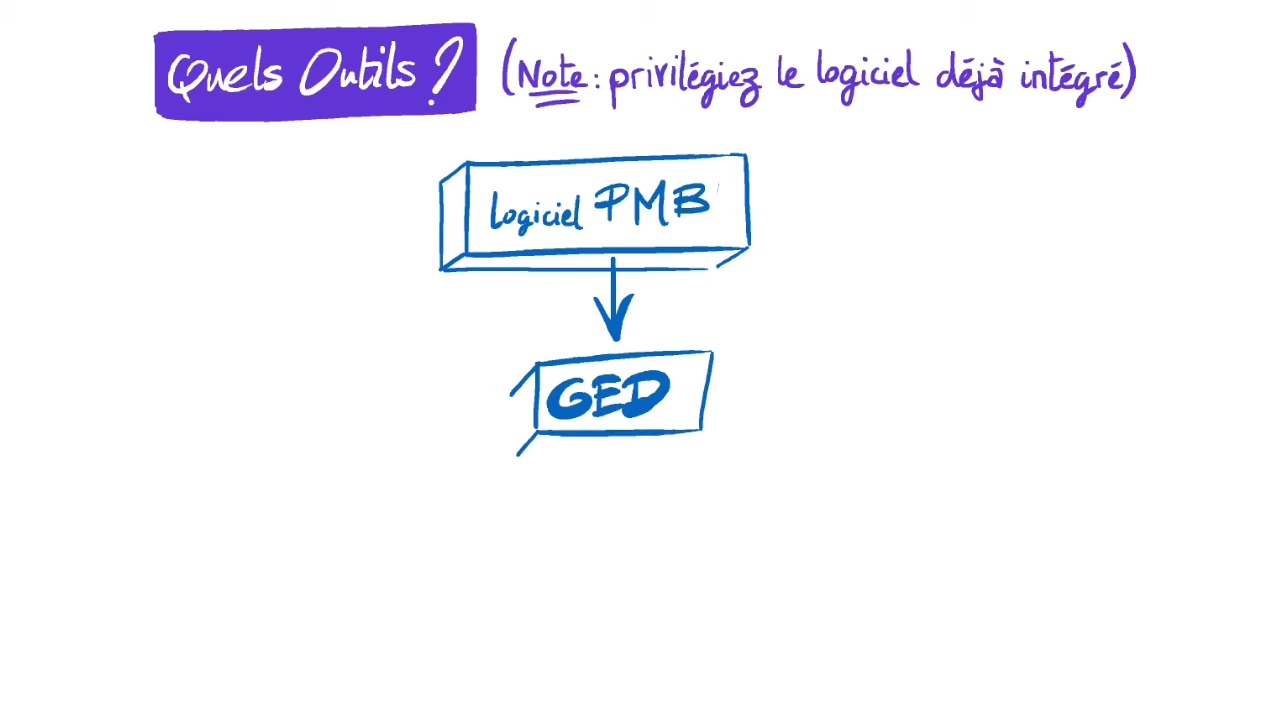 Quels Outils ? (Note : privilégiez le logiciel déjà intégré)
logiciel PMB
GED